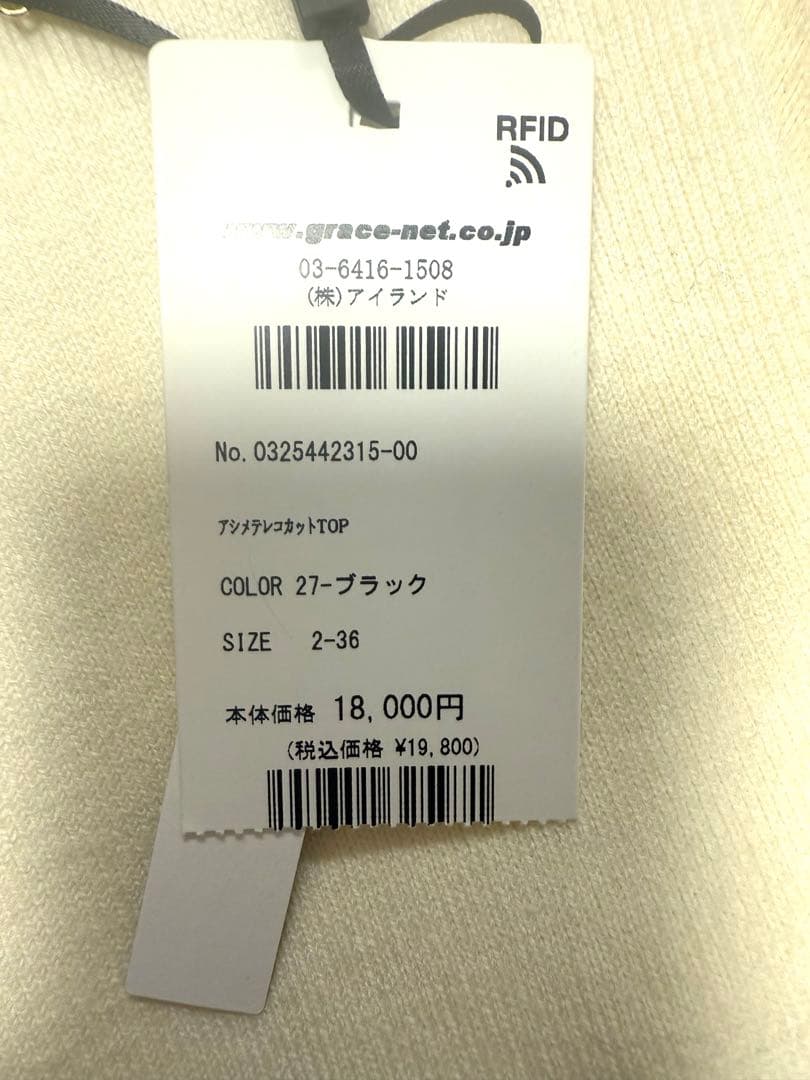 RFID
www.grace-net.co.jp
03-6416-1508
(株)アイランド
No.0325442315-00
ｱｼﾒﾃﾚｺｶｯﾄTOP
COLOR 27-ブラック
SIZE 2-36
本体価格 18,000円
(税込価格 ¥19,800)